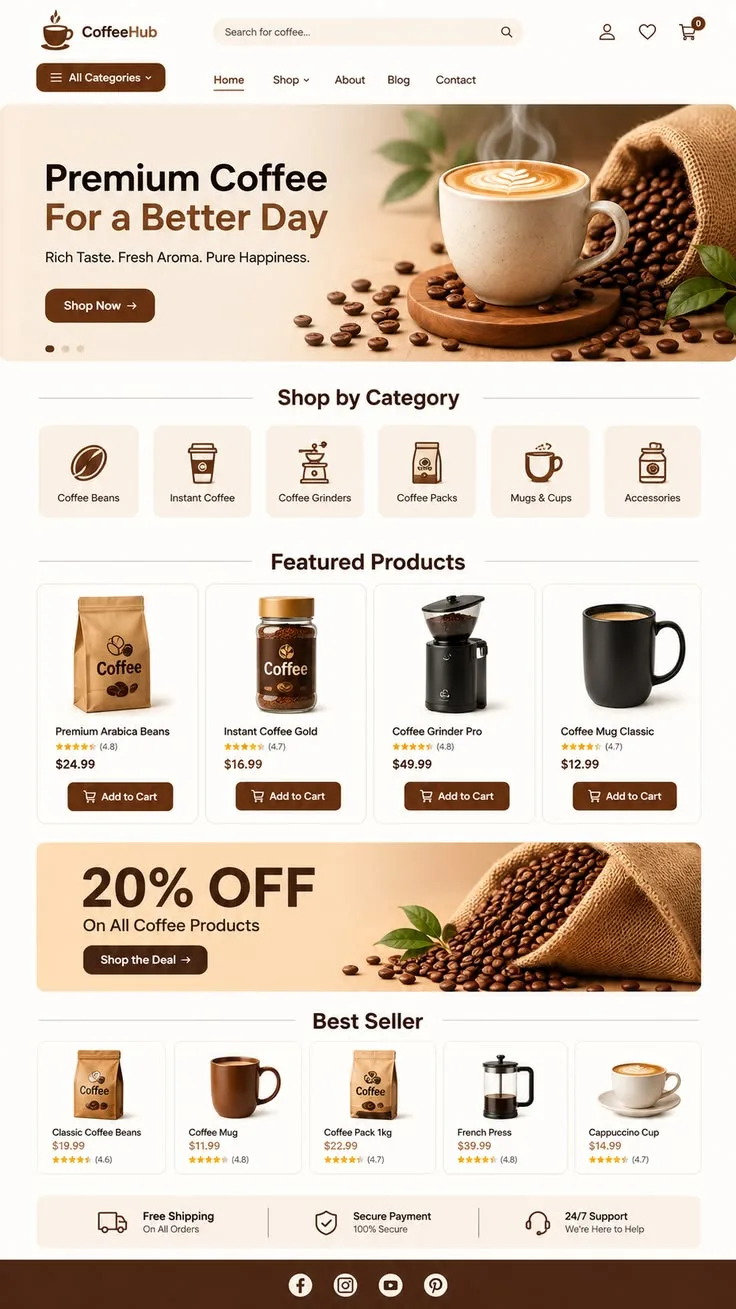 CoffeeHub
Search for coffee...
0
All Categories
Home
Shop
About
Blog
Contact
Premium Coffee
For a Better Day
Rich Taste. Fresh Aroma. Pure Happiness.
Shop Now →
Shop by Category
Coffee Beans
Instant Coffee
Coffee Grinders
Coffee Packs
Mugs & Cups
Accessories
Featured Products
Coffee
Premium Arabica Beans
(4.8)
$24.99
Add to Cart
Coffee
Instant Coffee Gold
(4.7)
$16.99
Add to Cart
Coffee Grinder Pro
(4.8)
$49.99
Add to Cart
Coffee Mug Classic
(4.7)
$12.99
Add to Cart
20% OFF
On All Coffee Products
Shop the Deal →
Best Seller
Coffee
Classic Coffee Beans
$19.99
(4.6)
Coffee Mug
$11.99
(4.8)
Coffee
Coffee Pack 1kg
$22.99
(4.7)
French Press
$39.99
(4.8)
Cappuccino Cup
$14.99
(4.7)
Free Shipping
On All Orders
Secure Payment
100% Secure
24/7 Support
We're Here to Help